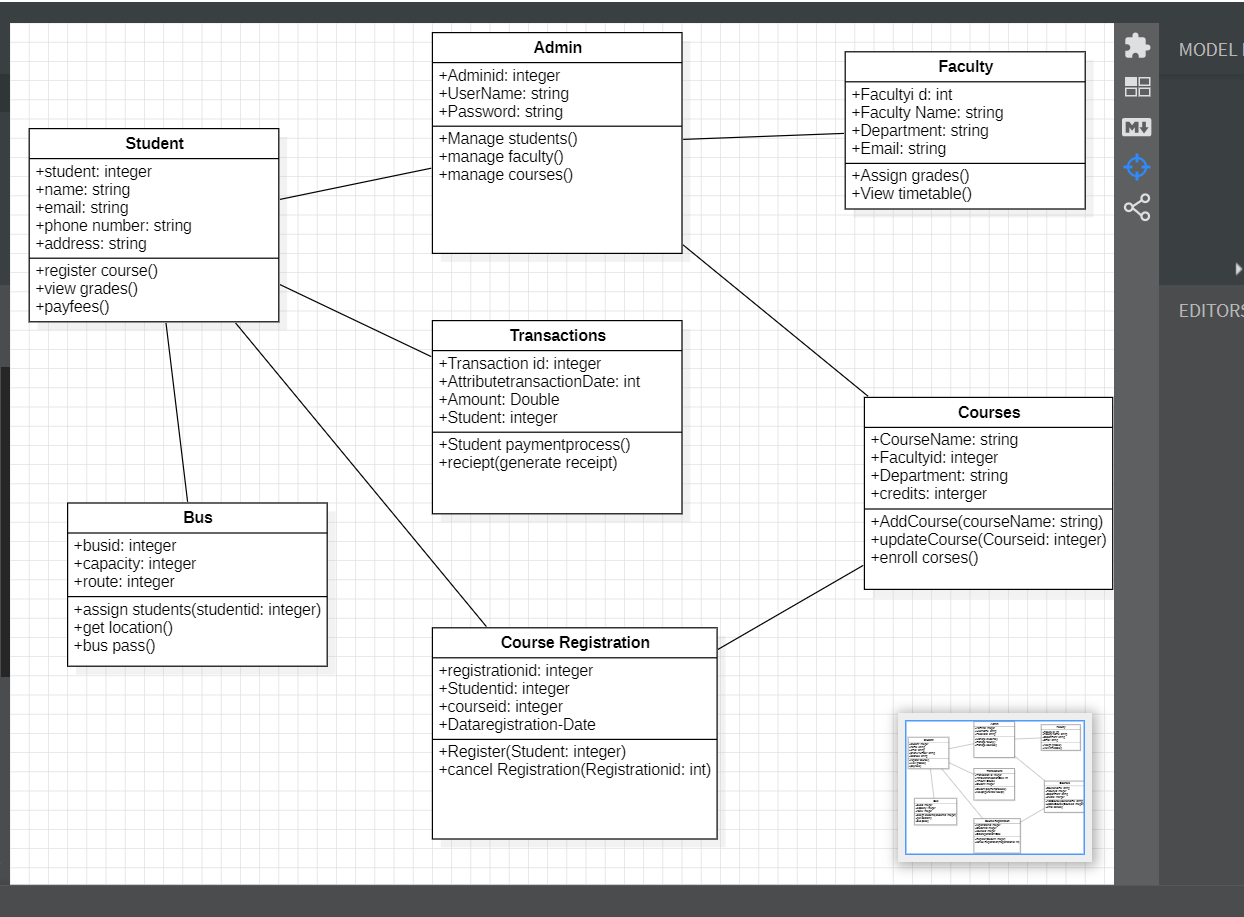 Admin
+Adminid: integer
+UserName: string
+Password: string
+Manage students()
+manage faculty()
+manage courses()
Faculty
+Factultyi d: int
+Faculty Name: string
+Department: string
+Email: string
+Assign grades()
+View timetable()
Student
+student: integer
+name: string
+email: string
+phone number: string
+address: string
+register course()
+view grades()
+payfees()
Transactions
+Transaction id: integer
+AttributetransactionDate: int
+Amount: Double
+Student: integer
+Student paymentprocess()
+reciept(generate receipt)
Courses
+CourseName: string
+Facultyid: integer
+Department: string
+credits: interger
+AddCourse(courseName: string)
+updateCourse(Courseid: integer)
+enroll corses()
Bus
+busid: integer
+capacity: integer
+route: integer
+assign students(studentid: integer)
+get location()
+bus pass()
Course Registration
+registrationid: integer
+Studentid: integer
+courseid: integer
+Dataregistration-Date
+Register(Student: integer)
+cancel Registration(Registrationid: int)
M
MODEL
EDITORS